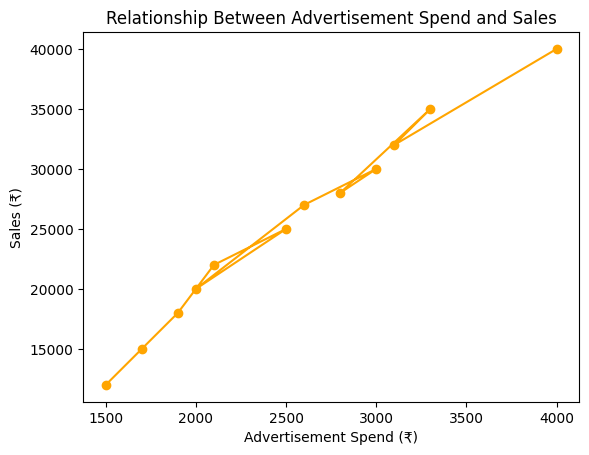 Relationship Between Advertisement Spend and Sales
40000
35000
30000
25000
20000
15000
Sales (₹)
1500 2000 2500 3000 3500 4000
Advertisement Spend (₹)